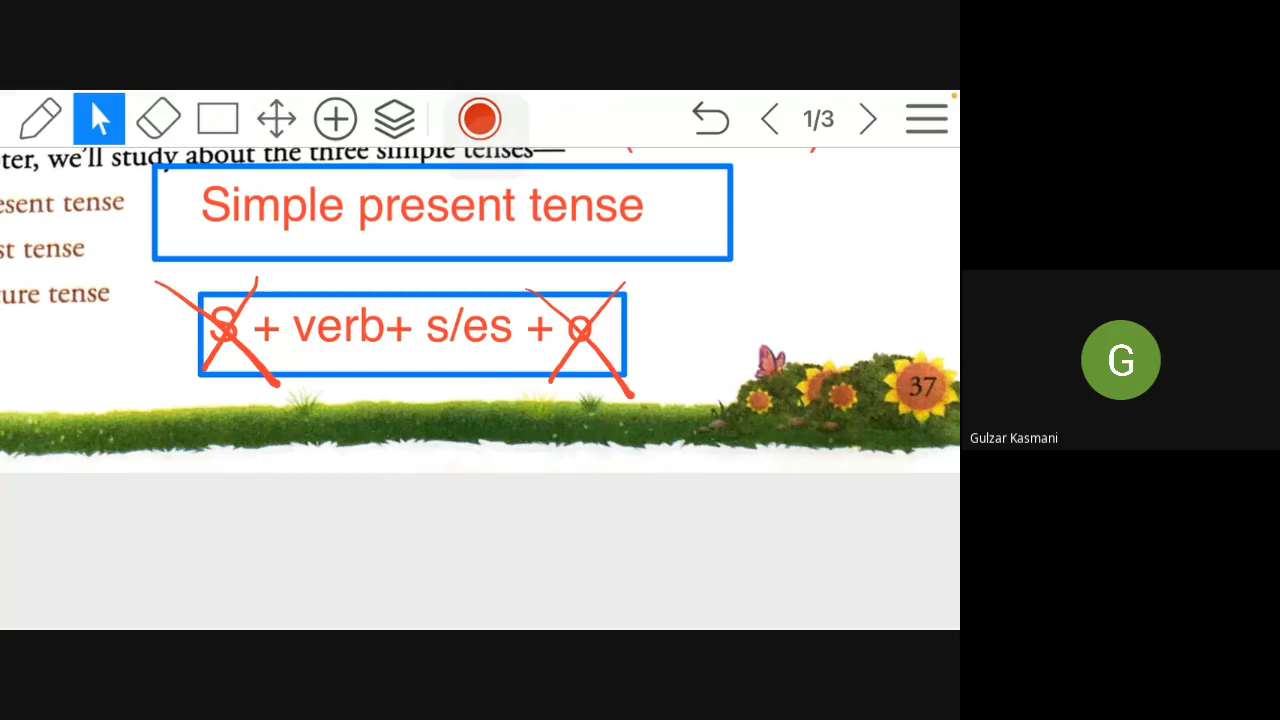 1/3
ter, we'll study about the three simple tenses—
esent tense
Simple present tense
st tense
ture tense
S + verb+ s/es + o
37
G
Gulzar Kasmani